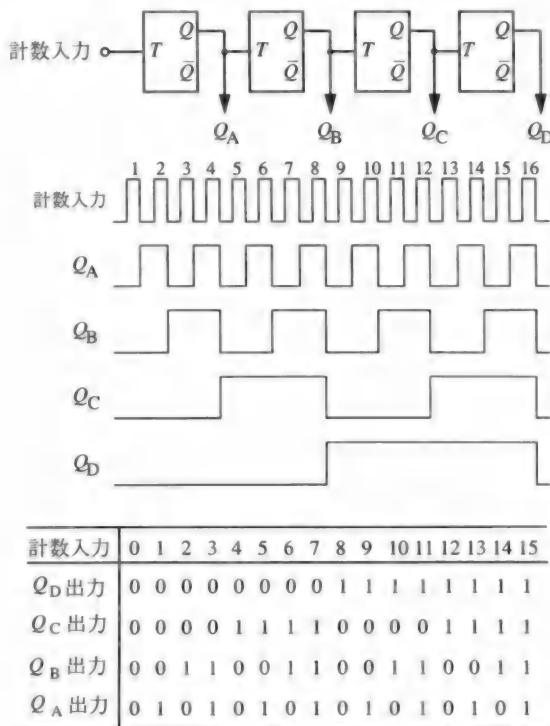 Q Q Q Q
計数入力 T T T T
Q̄ Q̄ Q̄ Q̄
Q_A Q_B Q_C Q_D
1 2 3 4 5 6 7 8 9 10 11 12 13 14 15 16
計数入力
Q_A
Q_B
Q_C
Q_D
計数入力 0 1 2 3 4 5 6 7 8 9 10 11 12 13 14 15
Q_D出力 0 0 0 0 0 0 0 0 1 1 1 1 1 1 1 1
Q_C出力 0 0 0 0 1 1 1 1 0 0 0 0 1 1 1 1
Q_B出力 0 0 1 1 0 0 1 1 0 0 1 1 0 0 1 1
Q_A出力 0 1 0 1 0 1 0 1 0 1 0 1 0 1 0 1